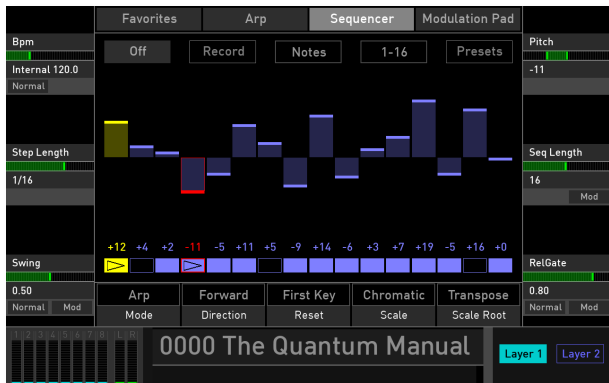 Favorites Arp Sequencer Modulation Pad
Bpm
Internal 120.0
Normal
Off Record Notes 1-16 Presets
Pitch
-11
Step Length
1/16
Seq Length
16
Mod
+12 +4 +2 -11 -5 +11 +5 -9 +14 -6 +3 +7 +19 -5 +16 +0
Swing
0.50
Normal Mod
RelGate
0.80
Normal Mod
Arp Forward First Key Chromatic Transpose
Mode Direction Reset Scale Scale Root
1 2 3 4 5 6 7 8 L R
0000 The Quantum Manual
Layer 1 Layer 2